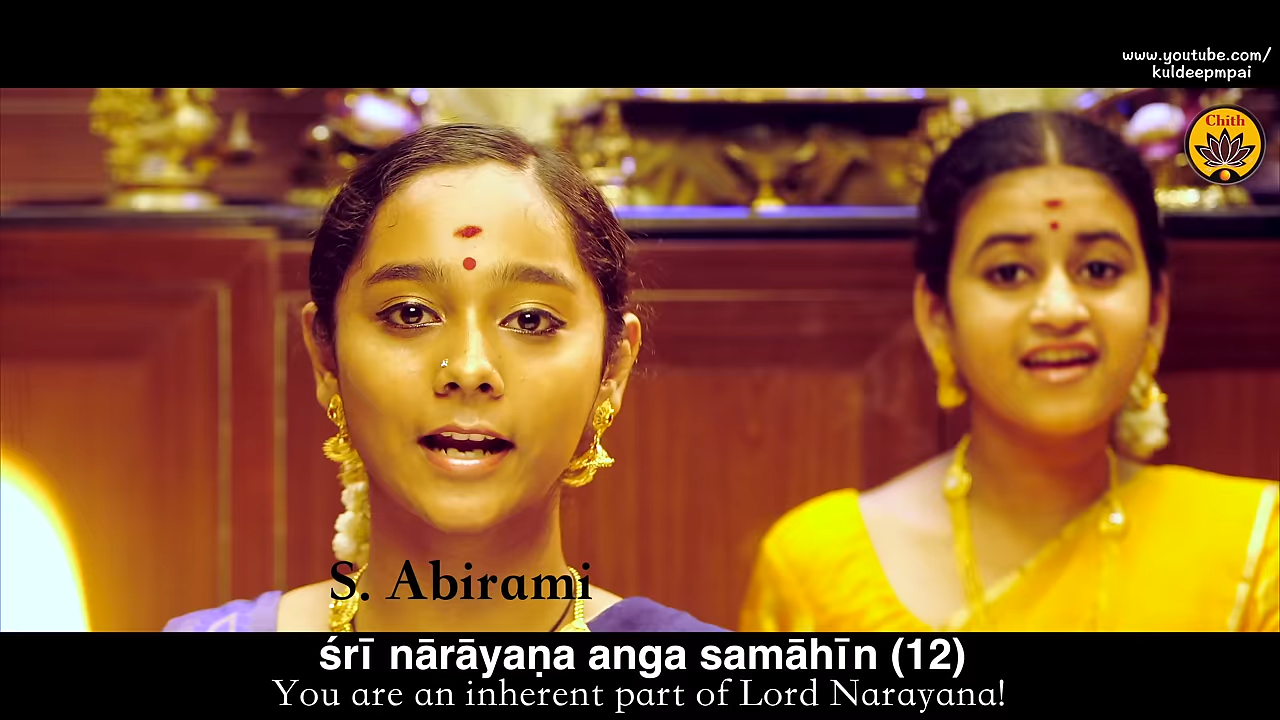 www.youtube.com/
kuldeepmpai
Chith
S. Abirami
śrī nārāyaṇa anga samāhīn (12)
You are an inherent part of Lord Narayana!